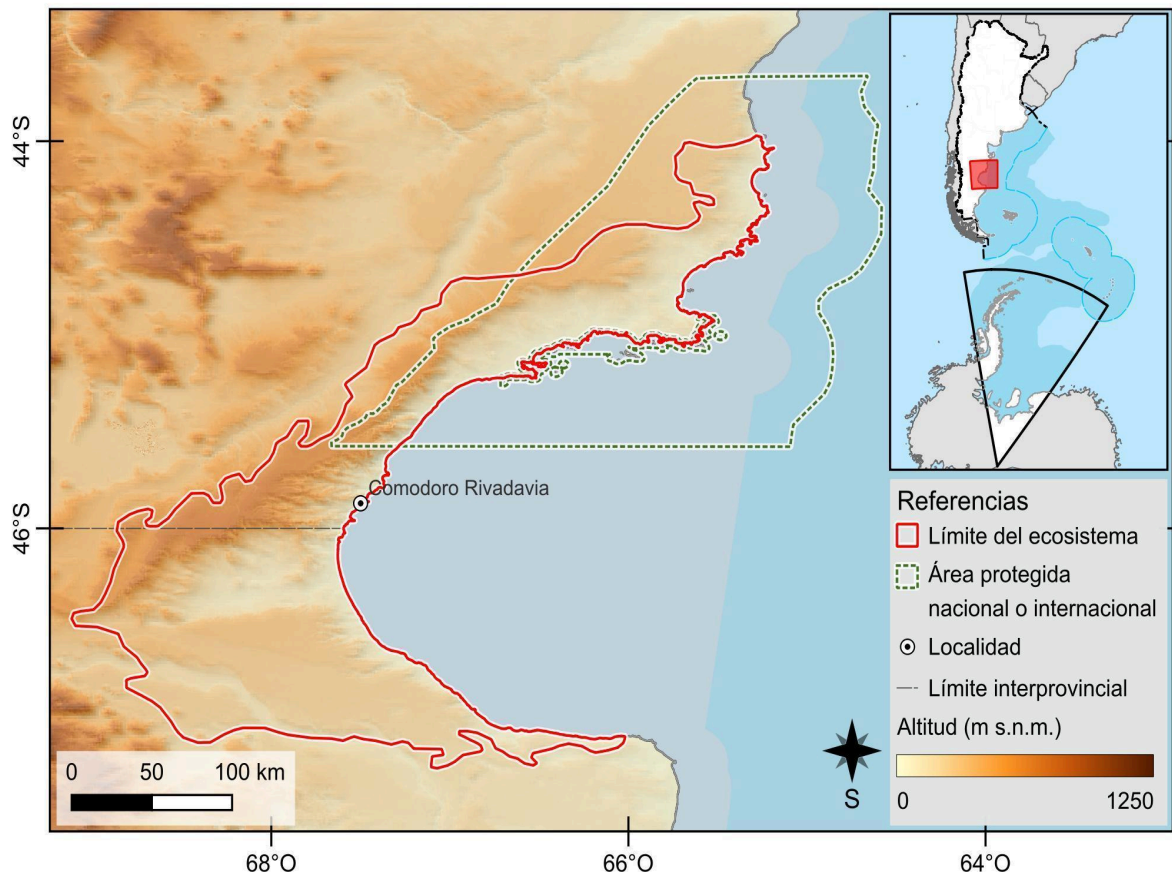 44°S
46°S
Comodoro Rivadavia
0 50 100 km
S
68°O 66°O 64°O
Referencias
Límite del ecosistema
Área protegida
nacional o internacional
Localidad
Límite interprovincial
Altitud (m s.n.m.)
0 1250